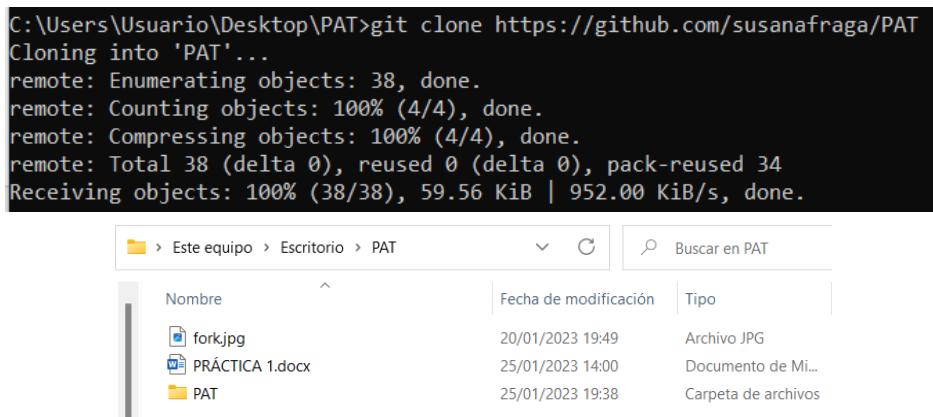 C:\Users\Usuario\Desktop\PAT>git clone https://github.com/susanafraga/PAT
Cloning into 'PAT'...
remote: Enumerating objects: 38, done.
remote: Counting objects: 100% (4/4), done.
remote: Compressing objects: 100% (4/4), done.
remote: Total 38 (delta 0), reused 0 (delta 0), pack-reused 34
Receiving objects: 100% (38/38), 59.56 KiB | 952.00 KiB/s, done.
Este equipo > Escritorio > PAT Buscar en PAT
Nombre Fecha de modificación Tipo
fork.jpg 20/01/2023 19:49 Archivo JPG
PRÁCTICA 1.docx 25/01/2023 14:00 Documento de Mi...
PAT 25/01/2023 19:38 Carpeta de archivos